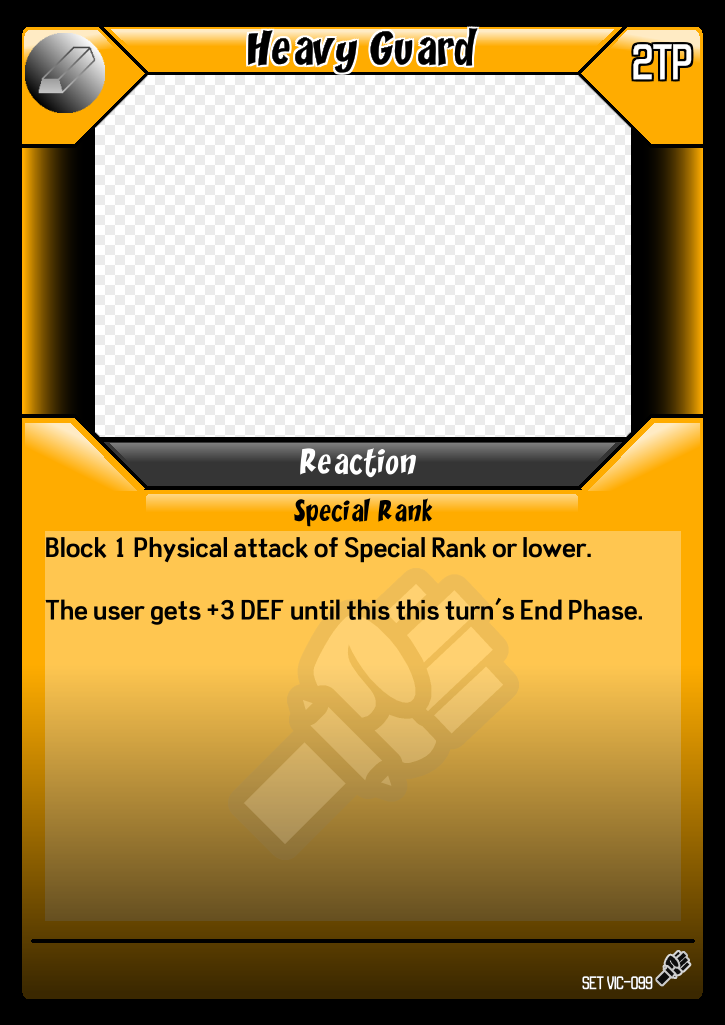 Heavy Guard
2TP
Reaction
Special Rank
Block 1 Physical attack of Special Rank or lower.
The user gets +3 DEF until this this turn's End Phase.
SET VIC-099